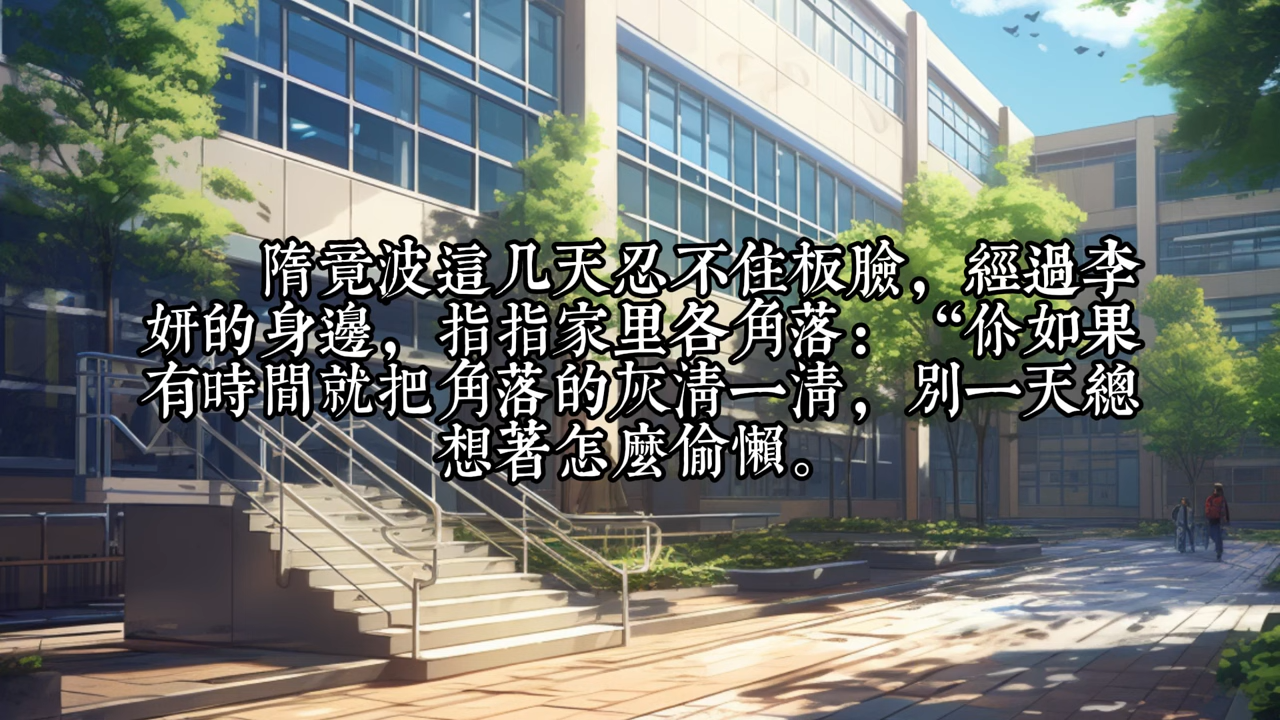 隋竟波這几天忍不住板臉，經過李
妍的身邊，指指家里各角落：“你如果
有時間就把角落的灰清一清，別一天總
想著怎麼偷懶。